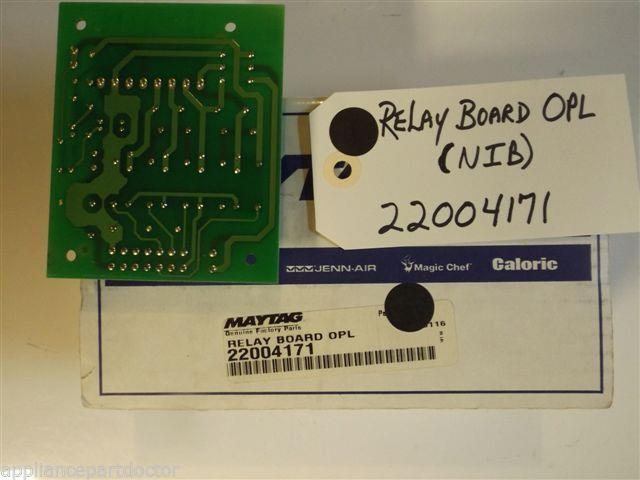 RELAY BOARD OPL
(NIB)
22004171
JENN-AIR Magic Chef Caloric
MAYTAG
Genuine Factory Parts
RELAY BOARD OPL
22004171
appliancepartdoctor